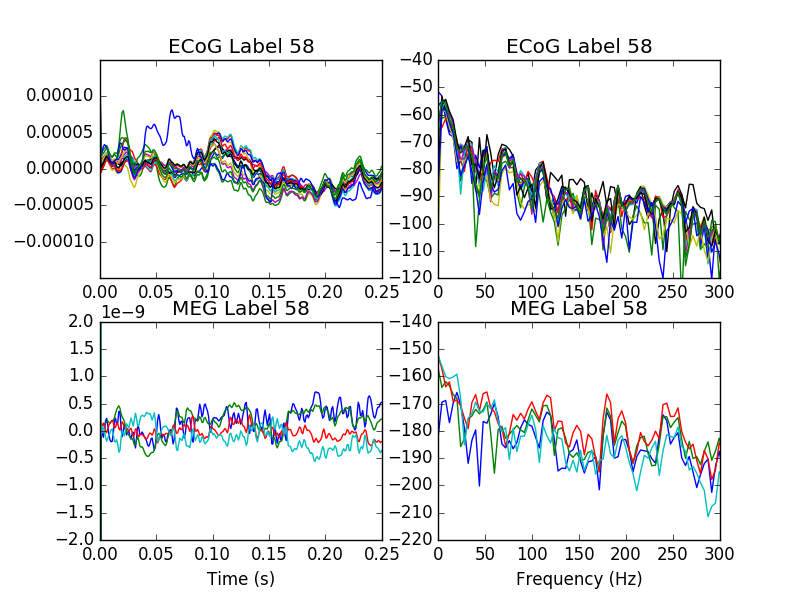 ECoG Label 58
0.00010
0.00005
0.00000
−0.00005
−0.00010
0.00 0.05 0.10 0.15 0.20 0.25
ECoG Label 58
−40
−50
−60
−70
−80
−90
−100
−110
−120
0 50 100 150 200 250 300
MEG Label 58
1e−9
2.0
1.5
1.0
0.5
0.0
−0.5
−1.0
−1.5
−2.0
0.00 0.05 0.10 0.15 0.20 0.25
Time (s)
MEG Label 58
−140
−150
−160
−170
−180
−190
−200
−210
−220
0 50 100 150 200 250 300
Frequency (Hz)